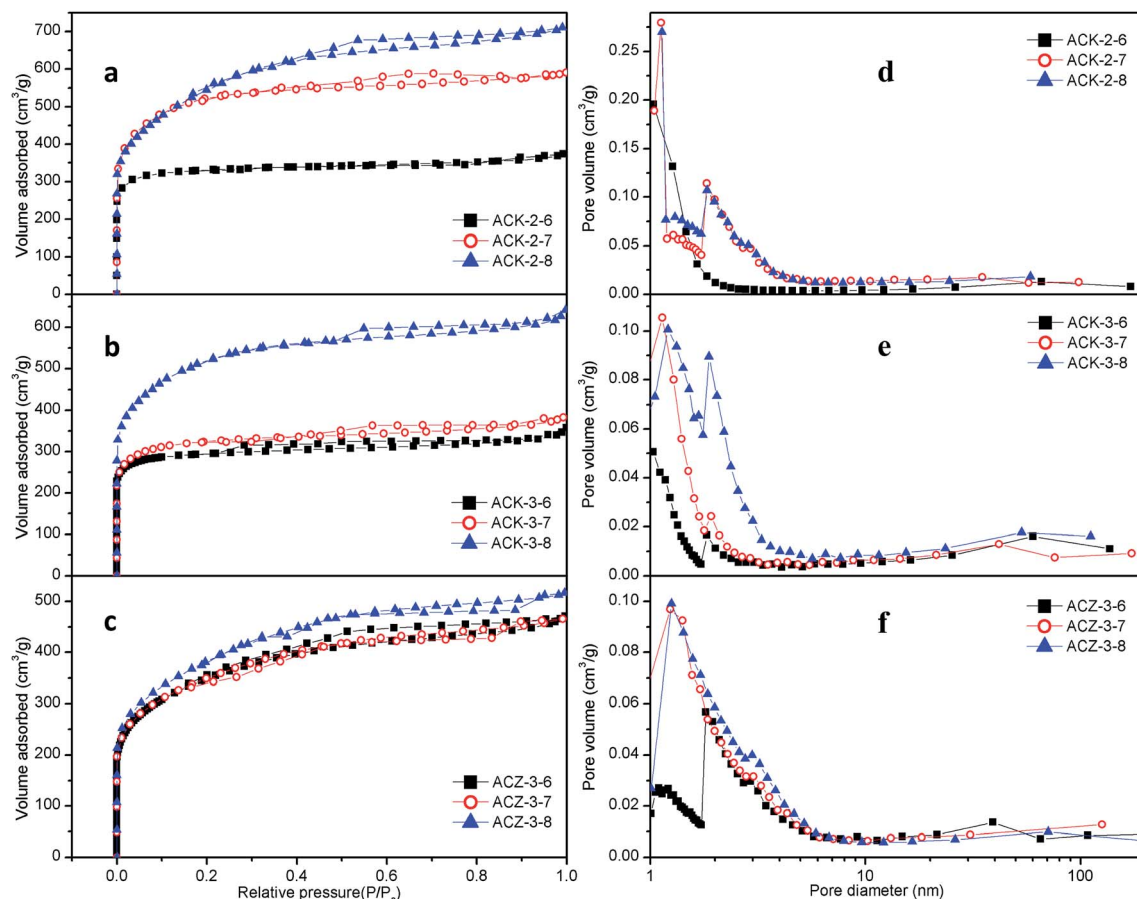 a
Volume adsorbed (cm³/g)
700
600
500
400
300
200
100
0
ACK-2-6
ACK-2-7
ACK-2-8
d
Pore volume (cm³/g)
0.25
0.20
0.15
0.10
0.05
0.00
ACK-2-6
ACK-2-7
ACK-2-8
b
Volume adsorbed (cm³/g)
600
500
400
300
200
100
0
ACK-3-6
ACK-3-7
ACK-3-8
e
Pore volume (cm³/g)
0.10
0.08
0.06
0.04
0.02
0.00
ACK-3-6
ACK-3-7
ACK-3-8
c
Volume adsorbed (cm³/g)
500
400
300
200
100
0
ACZ-3-6
ACZ-3-7
ACZ-3-8
0.0 0.2 0.4 0.6 0.8 1.0
Relative pressure(P/P₀)
f
Pore volume (cm³/g)
0.10
0.08
0.06
0.04
0.02
0.00
ACZ-3-6
ACZ-3-7
ACZ-3-8
1 10 100
Pore diameter (nm)